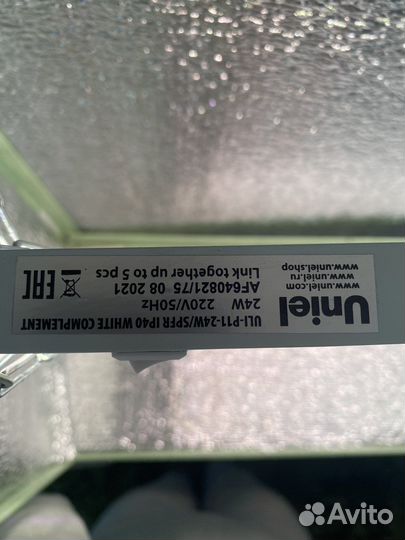 Uniel
www.uniel.com
www.uniel.ru
www.uniel.shop
ULI-P11-24W/SPFR IP40 WHITE COMPLEMENT
24W 220V/50Hz
AF640821/75 08 2021
Link together up to 5 pcs
EAC
Avito